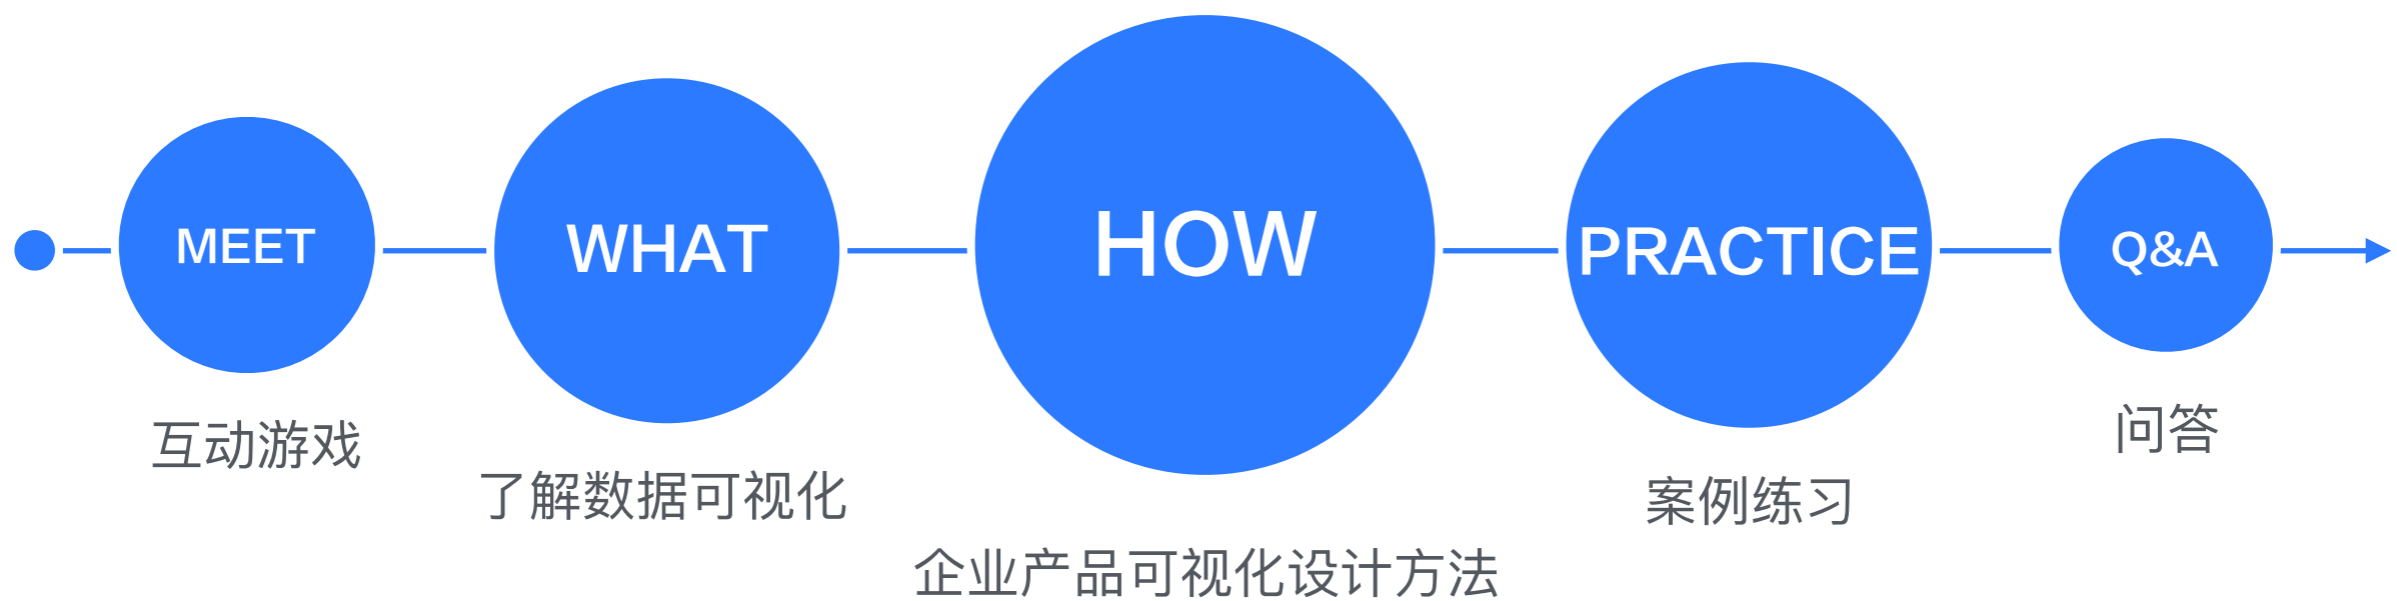 MEET
互动游戏
WHAT
了解数据可视化
HOW
企业产品可视化设计方法
PRACTICE
案例练习
Q&A
问答